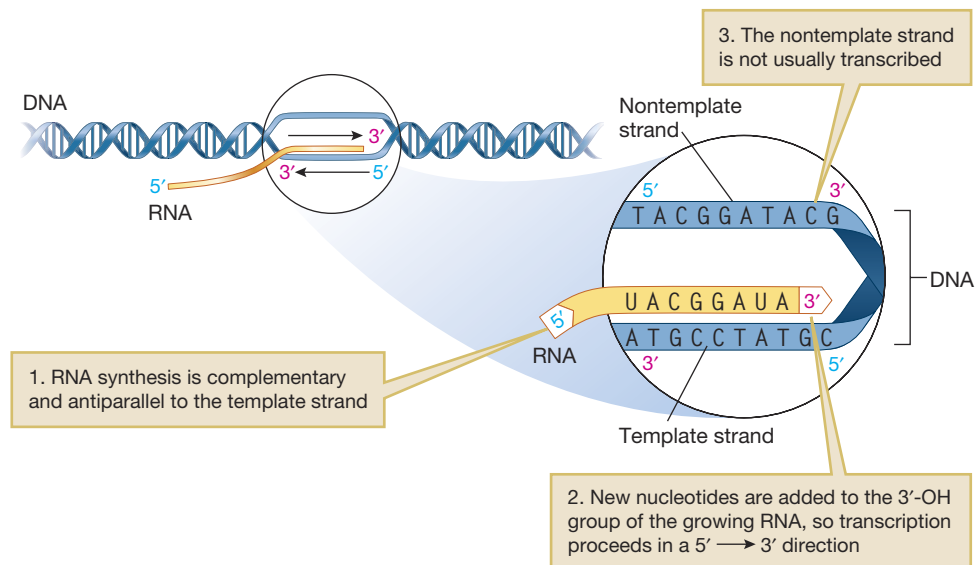 3. The nontemplate strand
is not usually transcribed
DNA
Nontemplate
strand
3′
5′
3′
5′
3′
5′
RNA
TACGGATACG
DNA
UACGGAUA
3′
5′
RNA
ATGCCTATGC
3′
5′
1. RNA synthesis is complementary
and antiparallel to the template strand
Template strand
2. New nucleotides are added to the 3′-OH
group of the growing RNA, so transcription
proceeds in a 5′ ⟶ 3′ direction